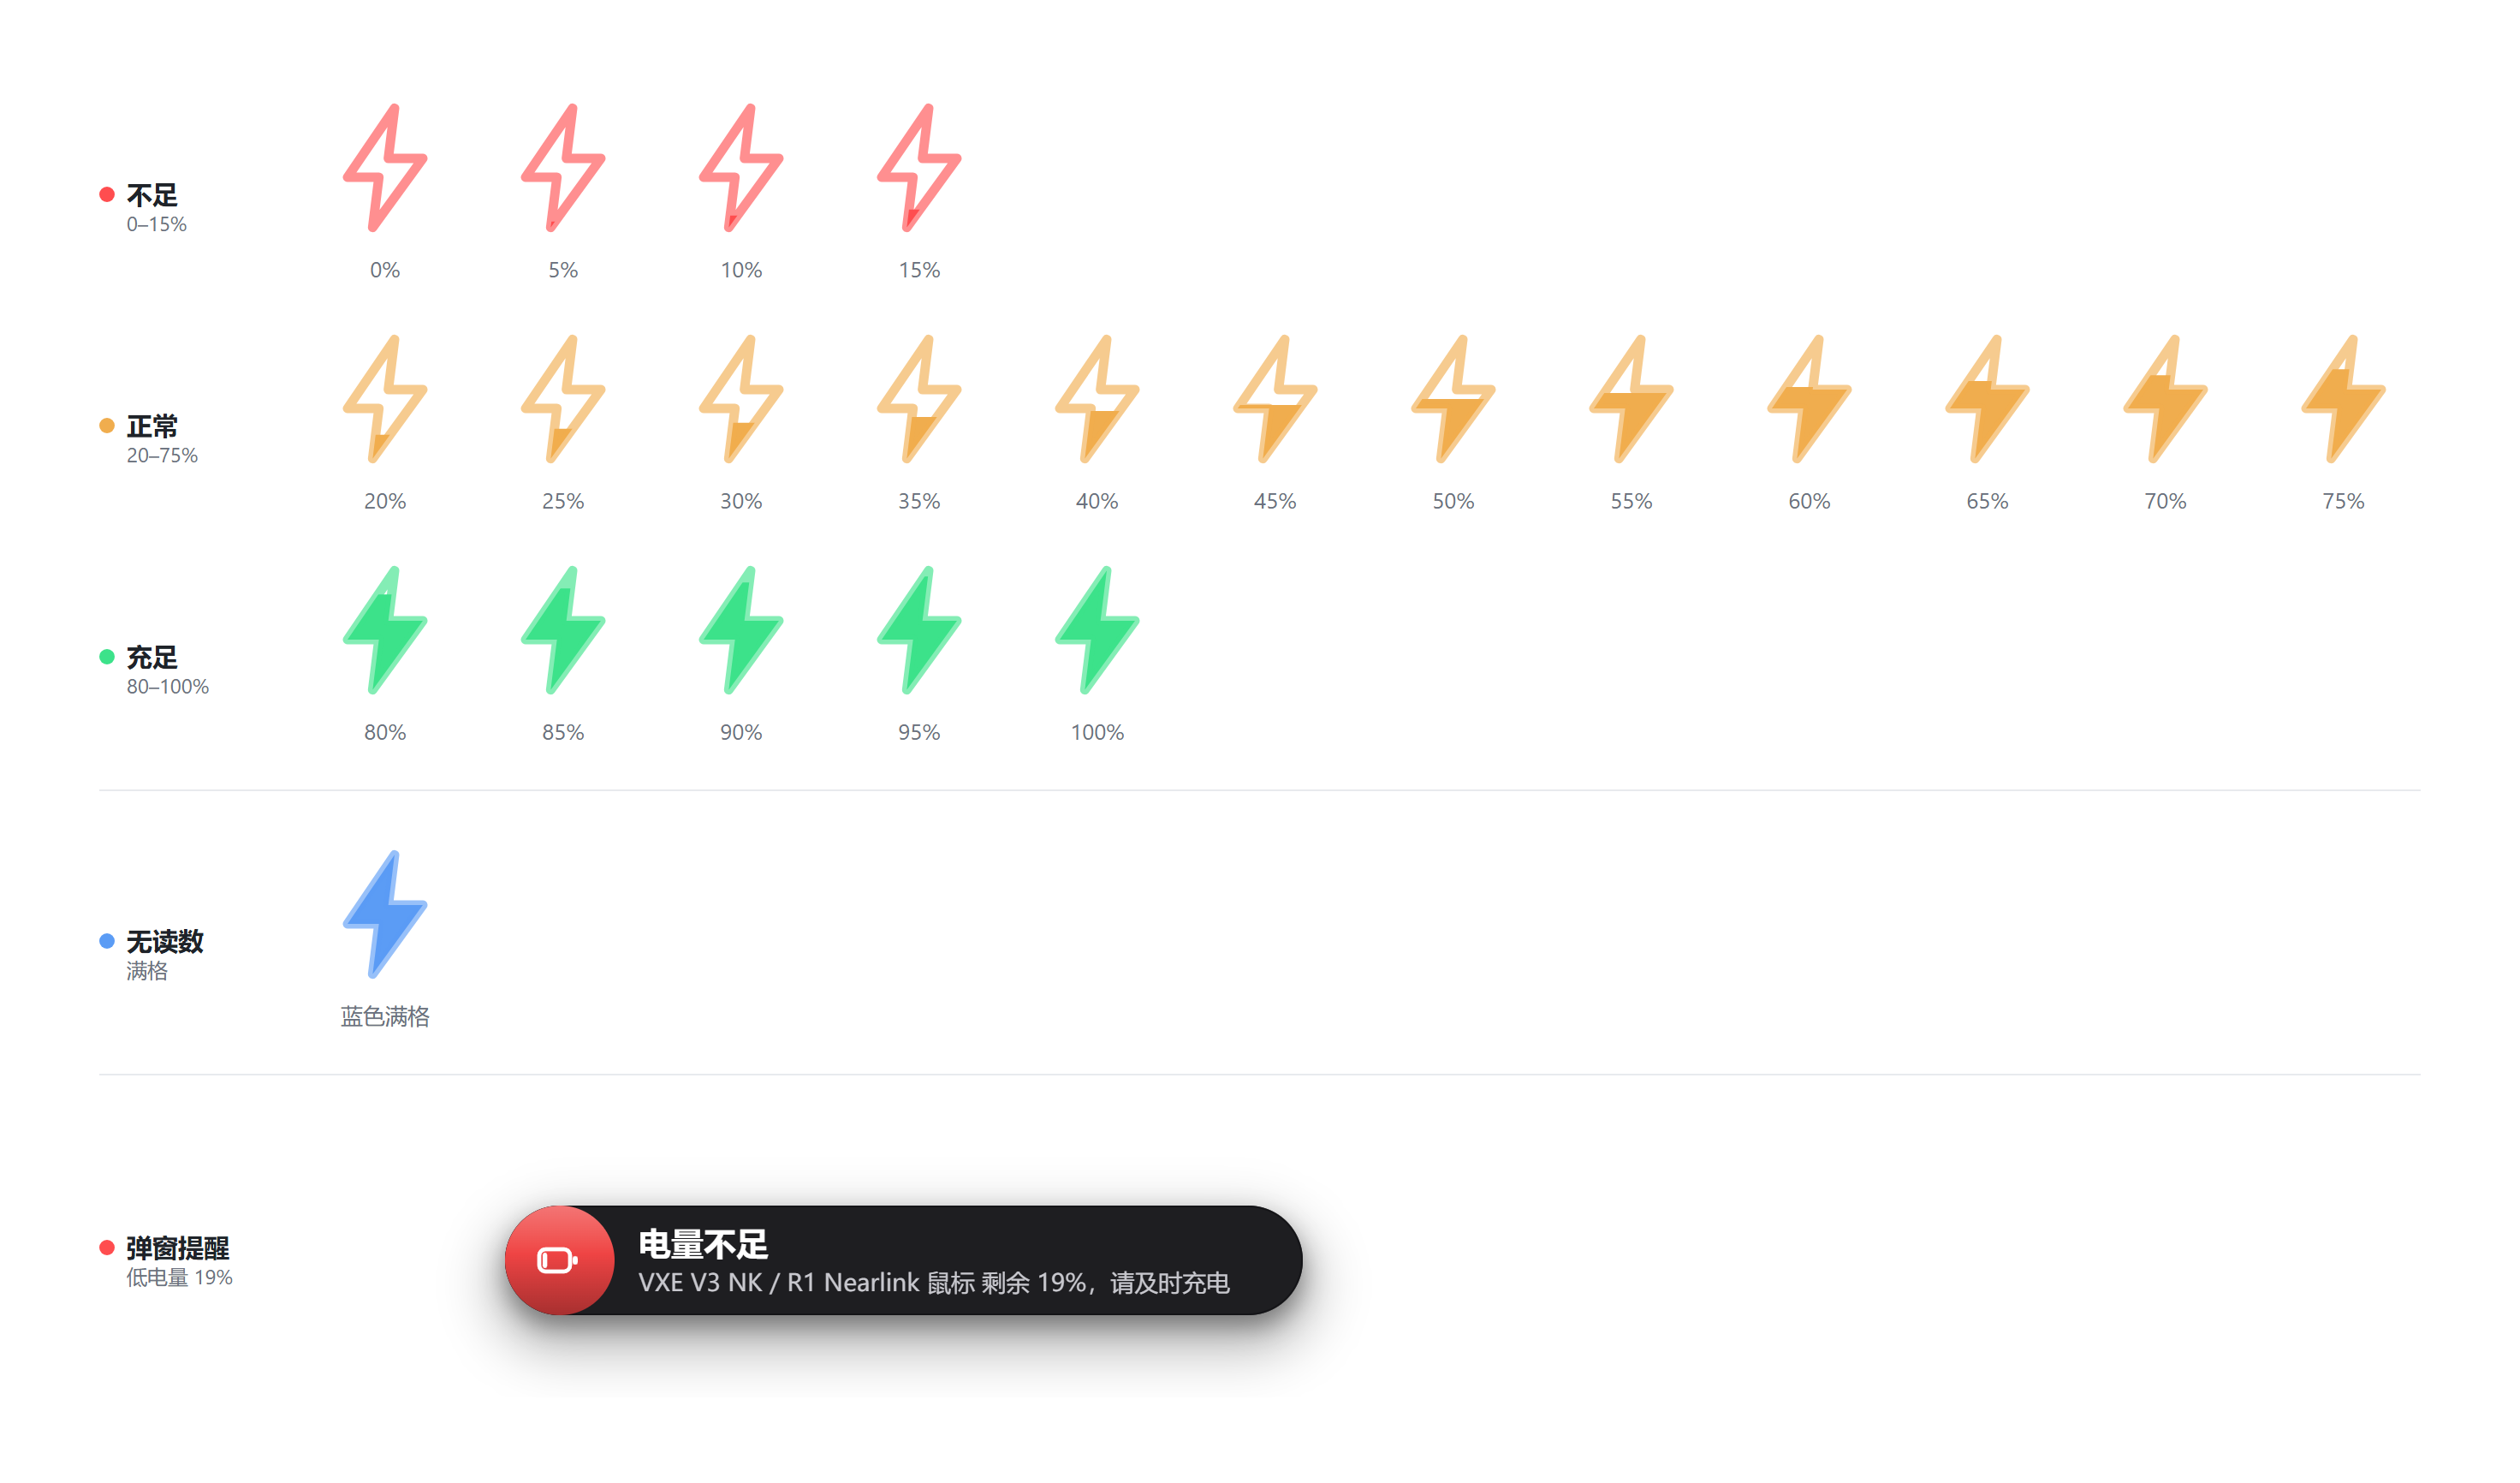 不足
0–15%
0% 5% 10% 15%
正常
20–75%
20% 25% 30% 35% 40% 45% 50% 55% 60% 65% 70% 75%
充足
80–100%
80% 85% 90% 95% 100%
无读数
满格
蓝色满格
弹窗提醒
低电量 19%
电量不足
VXE V3 NK / R1 Nearlink 鼠标 剩余 19%，请及时充电